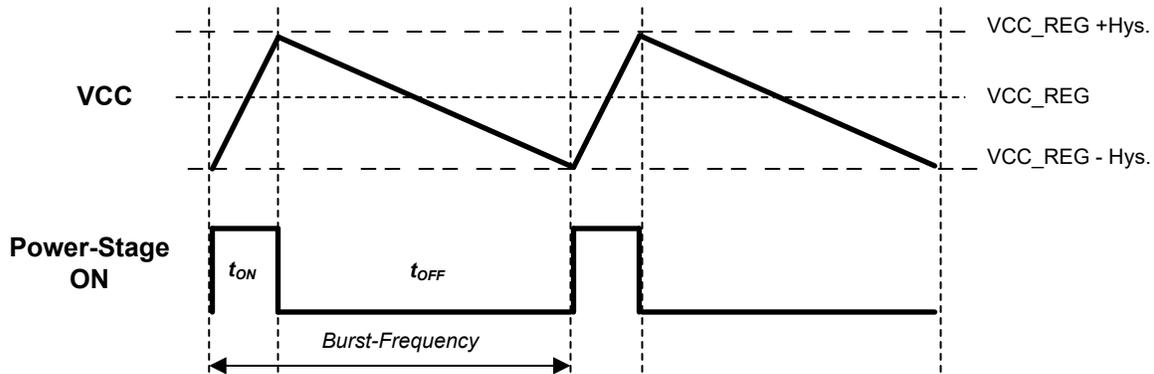 VCC_REG +Hys.
VCC
VCC_REG
VCC_REG - Hys.
Power-Stage
ON
tON
tOFF
Burst-Frequency